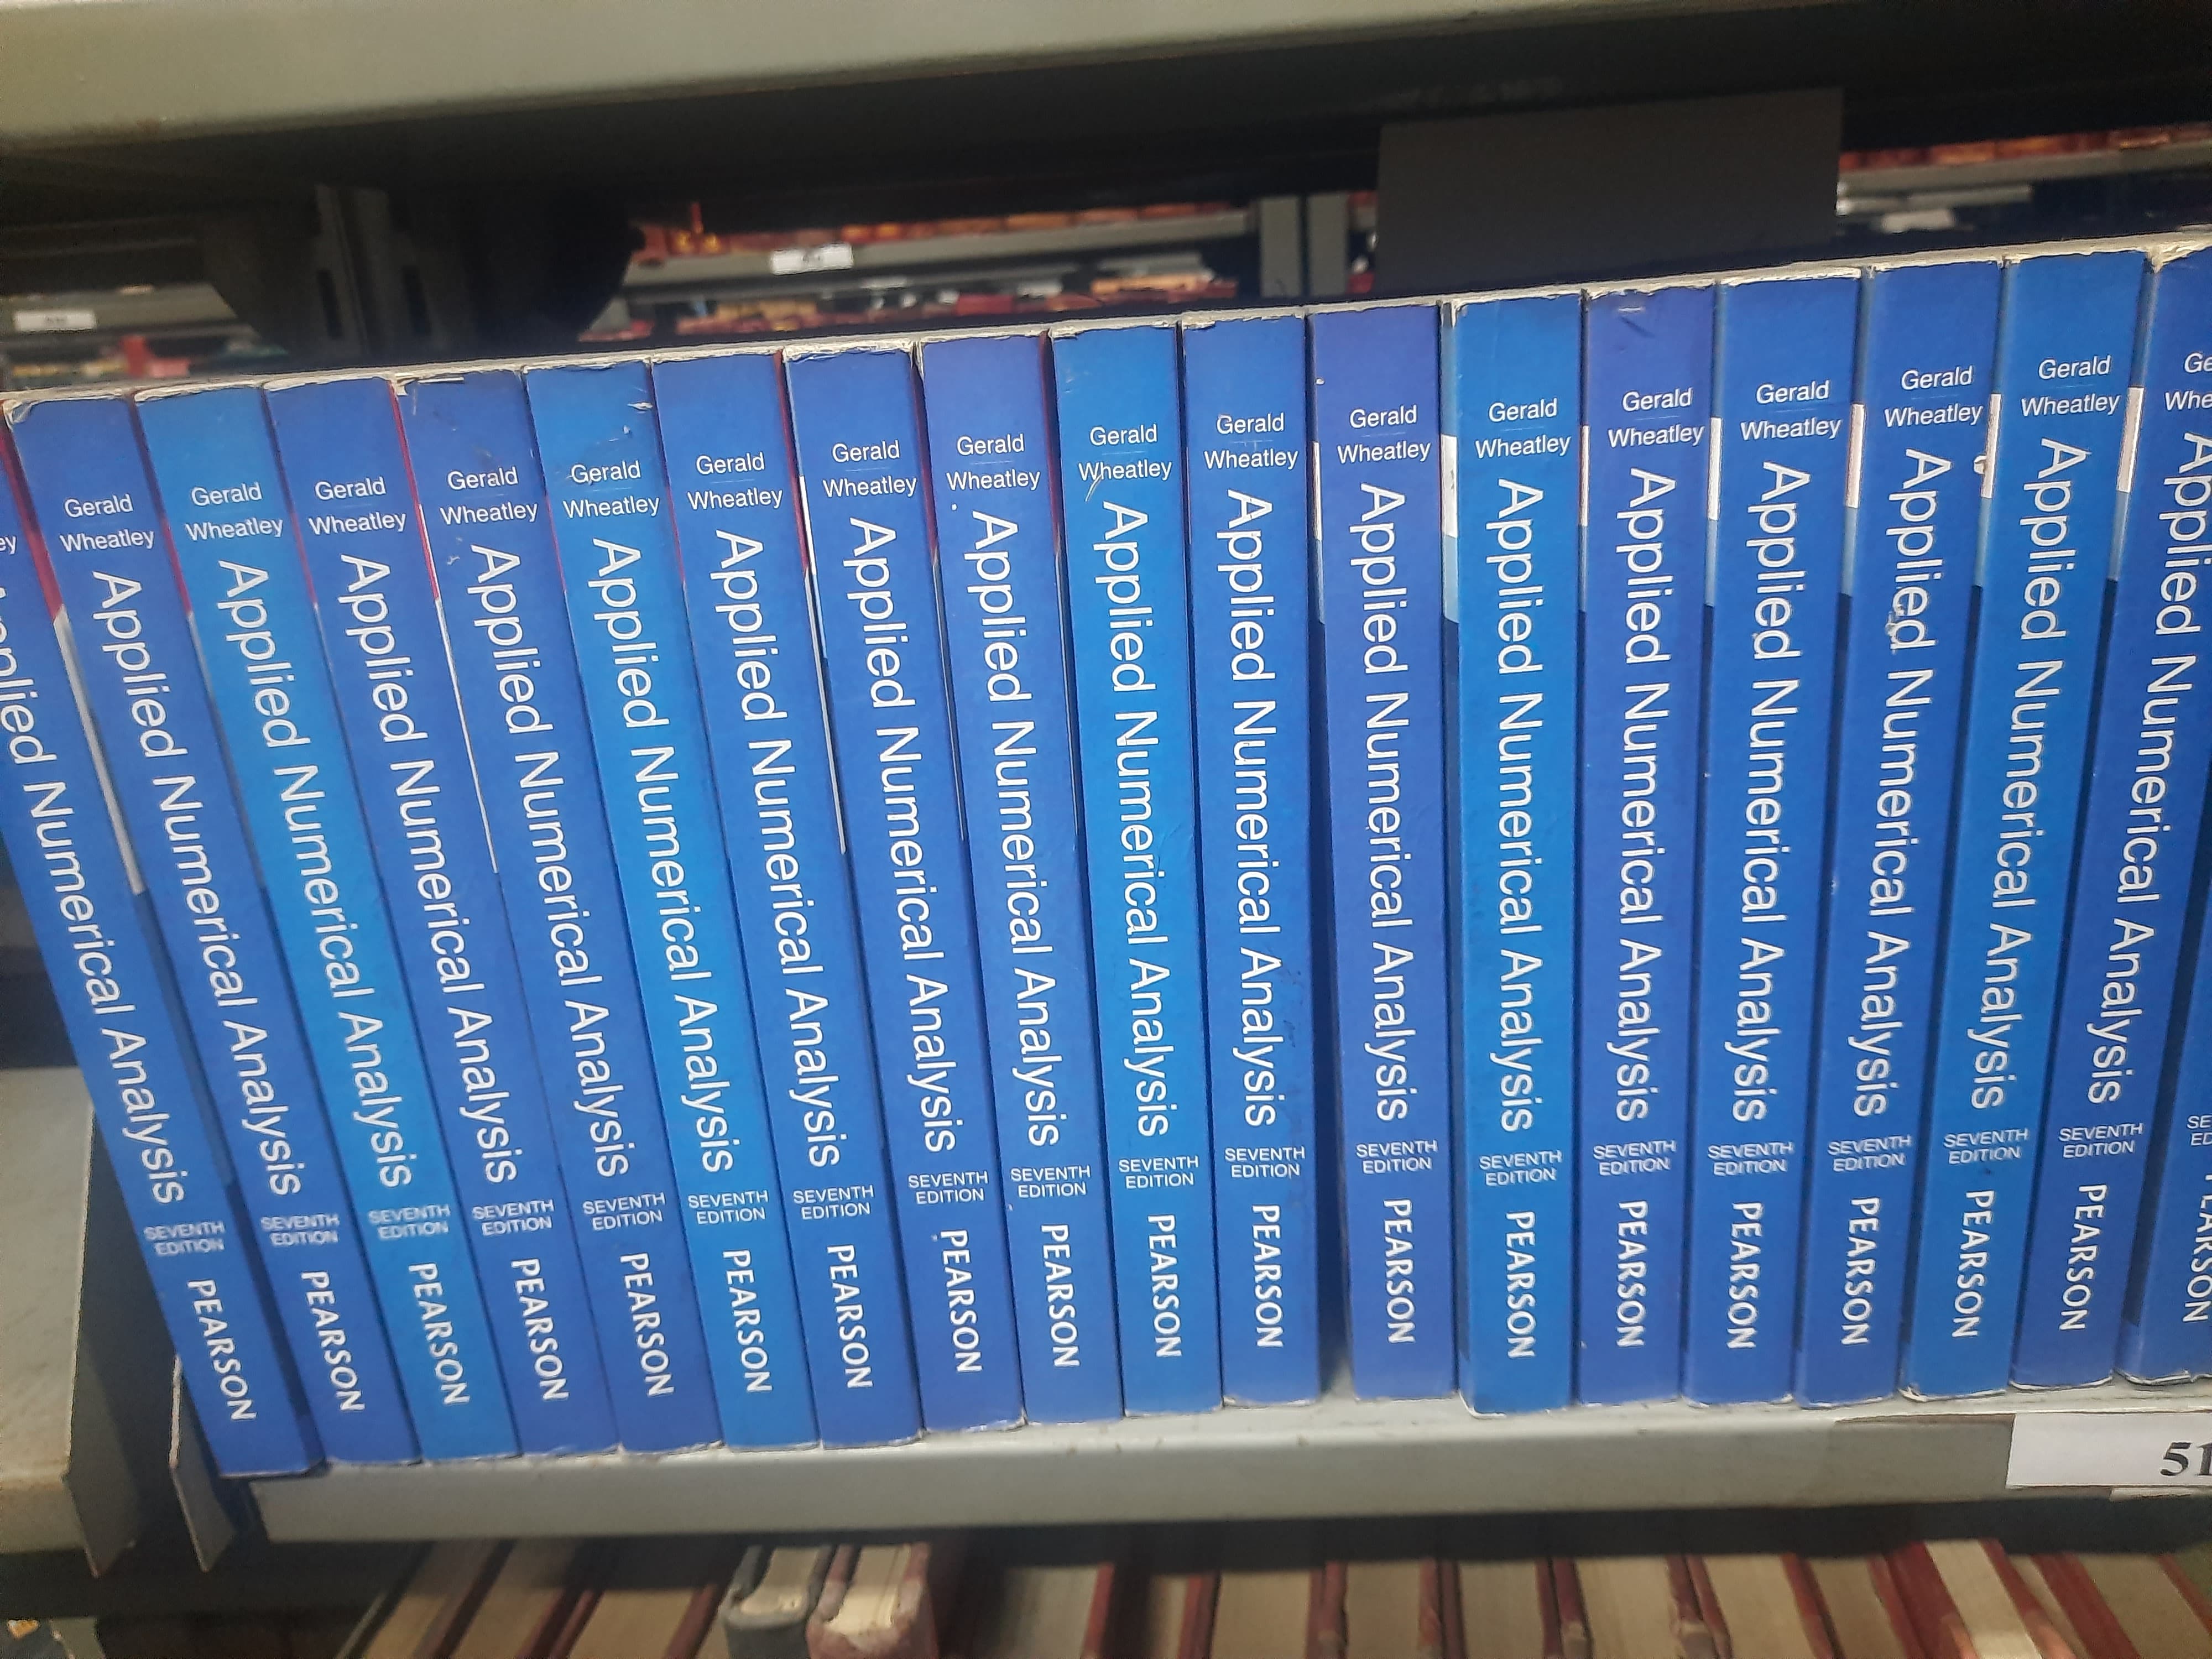 Numerical Analysis
SEVENTH
EDITION
PEARSON
Gerald
Wheatley
Applied Numerical Analysis
SEVENTH
EDITION
PEARSON
Gerald
Wheatley
Applied Numerical Analysis
SEVENTH
EDITION
PEARSON
Gerald
Wheatley
Applied Numerical Analysis
SEVENTH
EDITION
PEARSON
Gerald
Wheatley
Applied Numerical Analysis
SEVENTH
EDITION
PEARSON
Gerald
Wheatley
Applied Numerical Analysis
SEVENTH
EDITION
PEARSON
Gerald
Wheatley
Applied Numerical Analysis
SEVENTH
EDITION
PEARSON
Gerald
Wheatley
Applied Numerical Analysis
SEVENTH
EDITION
PEARSON
Gerald
Wheatley
Applied Numerical Analysis
SEVENTH
EDITION
PEARSON
Gerald
Wheatley
Applied Numerical Analysis
SEVENTH
EDITION
PEARSON
Gerald
Wheatley
Applied Numerical Analysis
SEVENTH
EDITION
PEARSON
Gerald
Wheatley
Applied Numerical Analysis
SEVENTH
EDITION
PEARSON
Gerald
Wheatley
Applied Numerical Analysis
SEVENTH
EDITION
PEARSON
Gerald
Wheatley
Applied Numerical Analysis
SEVENTH
EDITION
PEARSON
Gerald
Wheatley
Applied Numerical Analysis
SEVENTH
EDITION
PEARSON
Gerald
Wheatley
Applied Numerical Analysis
SEVENTH
EDITION
PEARSON
Gerald
Wheatley
Applied Numerical Analysis
SEVENTH
EDITION
PEARSON
Applied Numerical Analysis
SEVENTH
EDITION
PEARSON
51